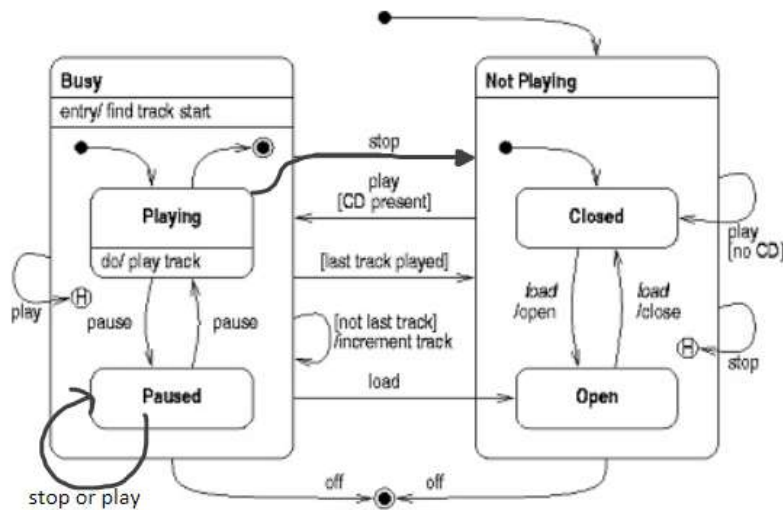 Busy
entry/ find track start
Not Playing
stop
play
[CD present]
Playing
do/ play track
Closed
play
[no CD]
[last track played]
load
/open
load
/close
play
H
pause
pause
[not last track]
/increment track
H
stop
Paused
load
Open
stop or play
off
off